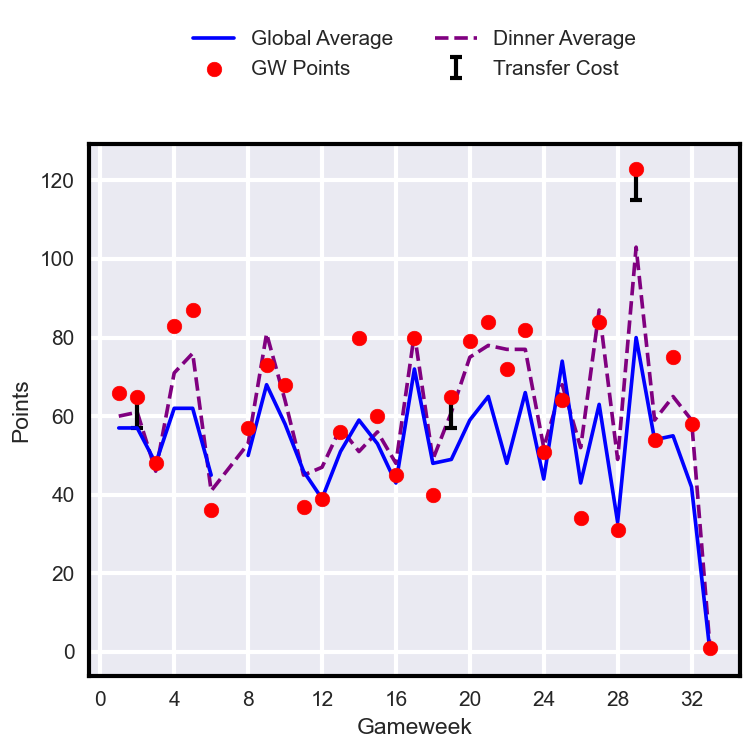 Global Average
Dinner Average
GW Points
Transfer Cost
120
100
80
60
40
20
0
Points
0 4 8 12 16 20 24 28 32
Gameweek